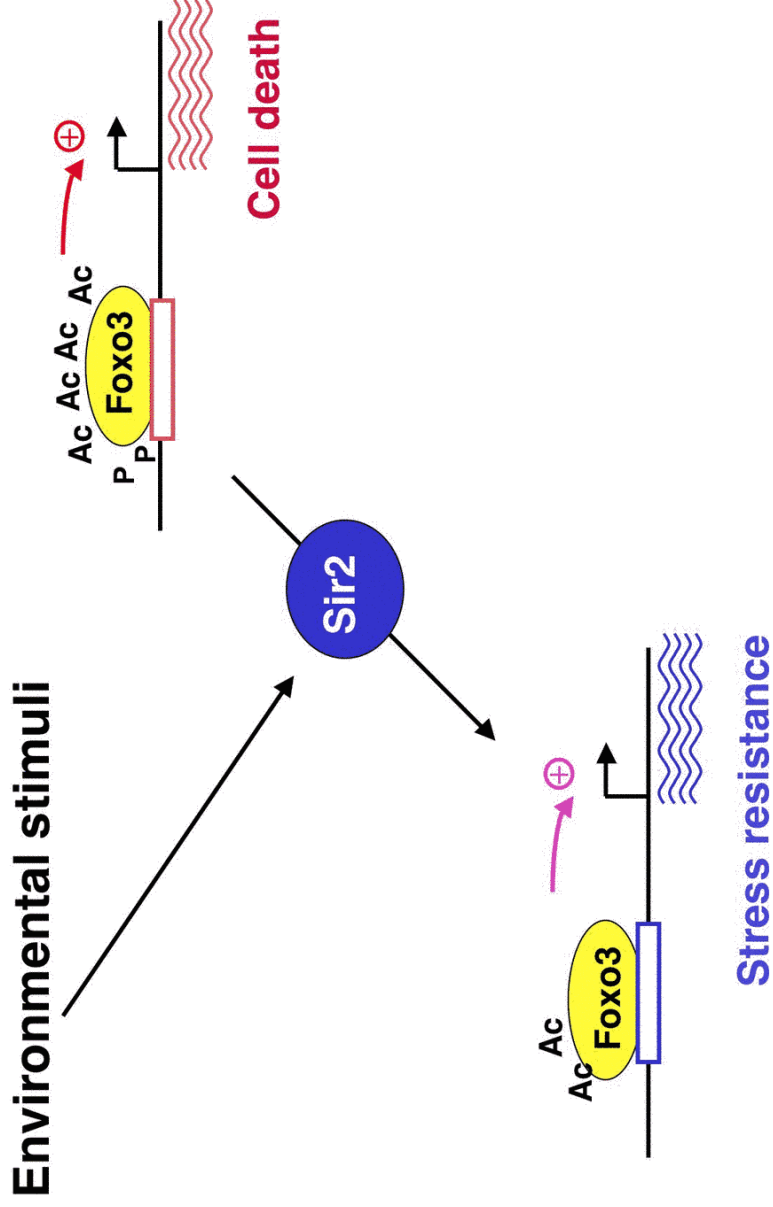 Environmental stimuli
Ac Ac Ac Ac
+
P Foxo3
P
Cell death
Sir2
Ac Ac
+
Foxo3
Stress resistance